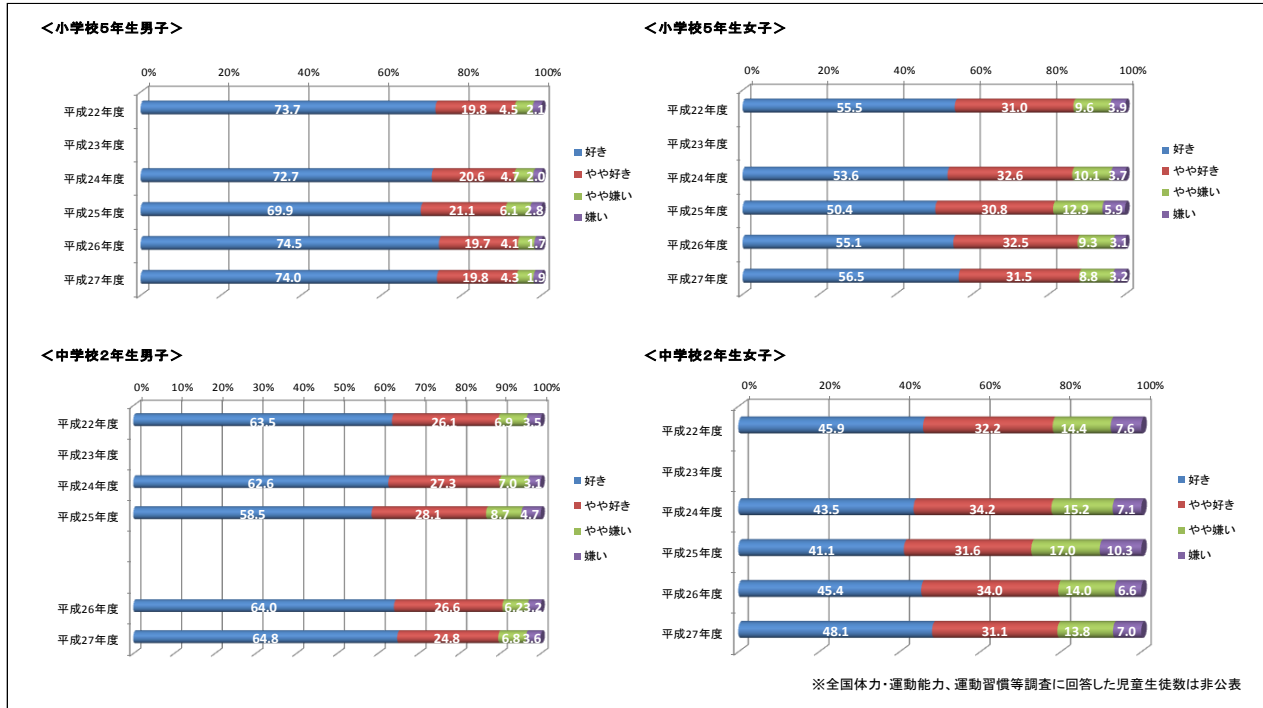 <小学校5年生男子>
0% 20% 40% 60% 80% 100%
平成22年度 73.7 19.8 4.5 2.1
平成23年度
平成24年度 72.7 20.6 4.7 2.0
平成25年度 69.9 21.1 6.1 2.8
平成26年度 74.5 19.7 4.1 1.7
平成27年度 74.0 19.8 4.3 1.9
好き
やや好き
やや嫌い
嫌い
<小学校5年生女子>
0% 20% 40% 60% 80% 100%
平成22年度 55.5 31.0 9.6 3.9
平成23年度
平成24年度 53.6 32.6 10.1 3.7
平成25年度 50.4 30.8 12.9 5.9
平成26年度 55.1 32.5 9.3 3.1
平成27年度 56.5 31.5 8.8 3.2
好き
やや好き
やや嫌い
嫌い
<中学校2年生男子>
0% 10% 20% 30% 40% 50% 60% 70% 80% 90% 100%
平成22年度 63.5 26.1 6.9 3.5
平成23年度
平成24年度 62.6 27.3 7.0 3.1
平成25年度 58.5 28.1 8.7 4.7
平成26年度 64.0 26.6 6.2 3.2
平成27年度 64.8 24.8 6.8 3.6
好き
やや好き
やや嫌い
嫌い
<中学校2年生女子>
0% 20% 40% 60% 80% 100%
平成22年度 45.9 32.2 14.4 7.6
平成23年度
平成24年度 43.5 34.2 15.2 7.1
平成25年度 41.1 31.6 17.0 10.3
平成26年度 45.4 34.0 14.0 6.6
平成27年度 48.1 31.1 13.8 7.0
好き
やや好き
やや嫌い
嫌い
※全国体力・運動能力、運動習慣等調査に回答した児童生徒数は非公表